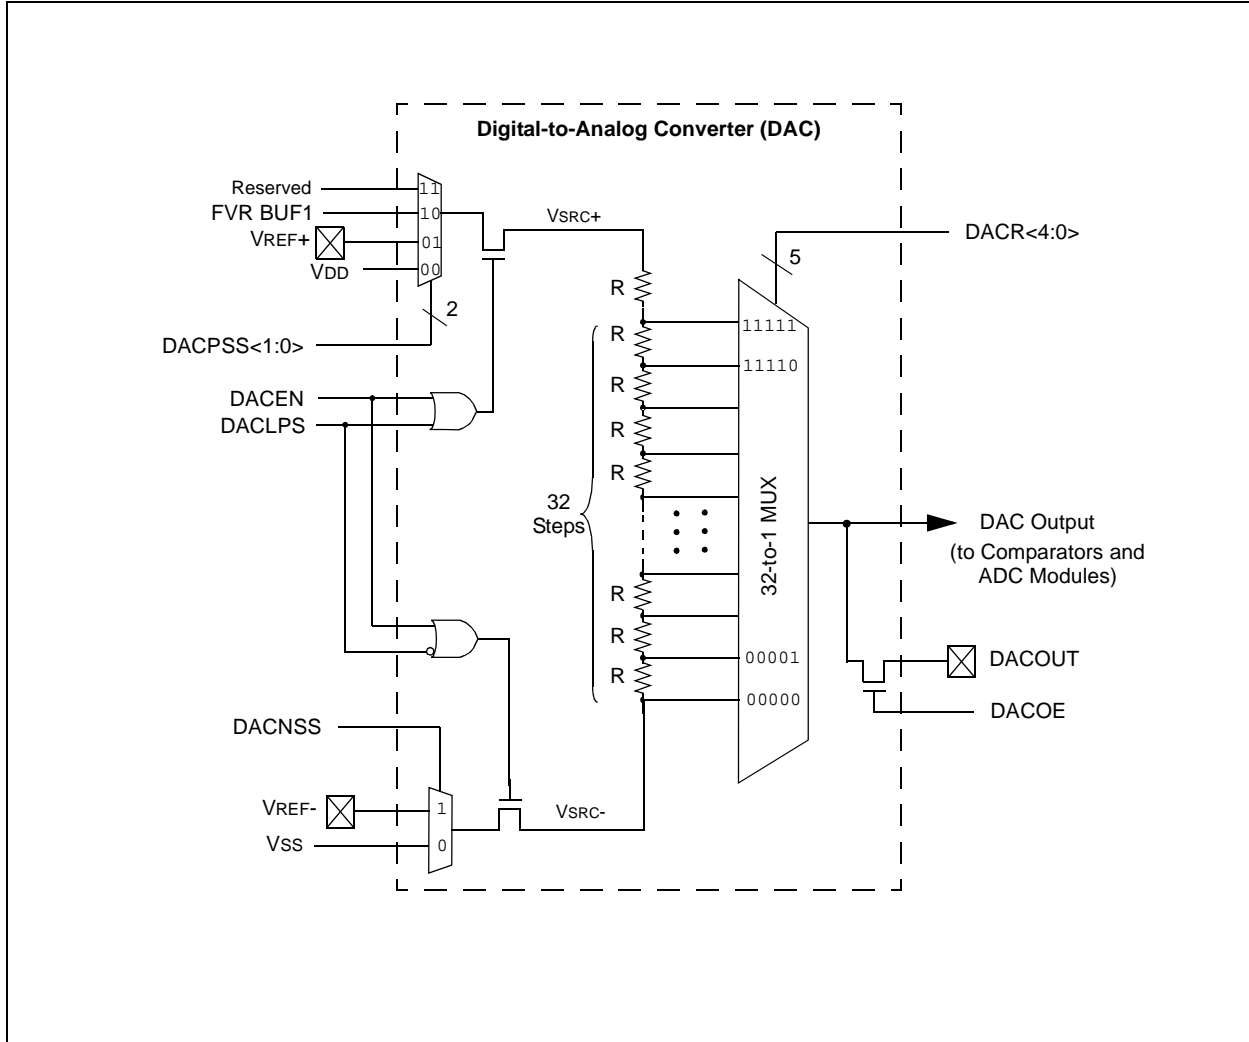 Digital-to-Analog Converter (DAC)
Reserved
11
FVR BUF1
10
VREF+
01
VDD
00
2
DACPSS<1:0>
DACEN
DACLPS
VSRC+
DACR<4:0>
5
R
11111
R
11110
R
R
R
32
Steps
32-to-1 MUX
DAC Output
(to Comparators and
ADC Modules)
R
R
00001
R
00000
DACOUT
DACOE
DACNSS
VREF-
1
VSS
0
VSRC-